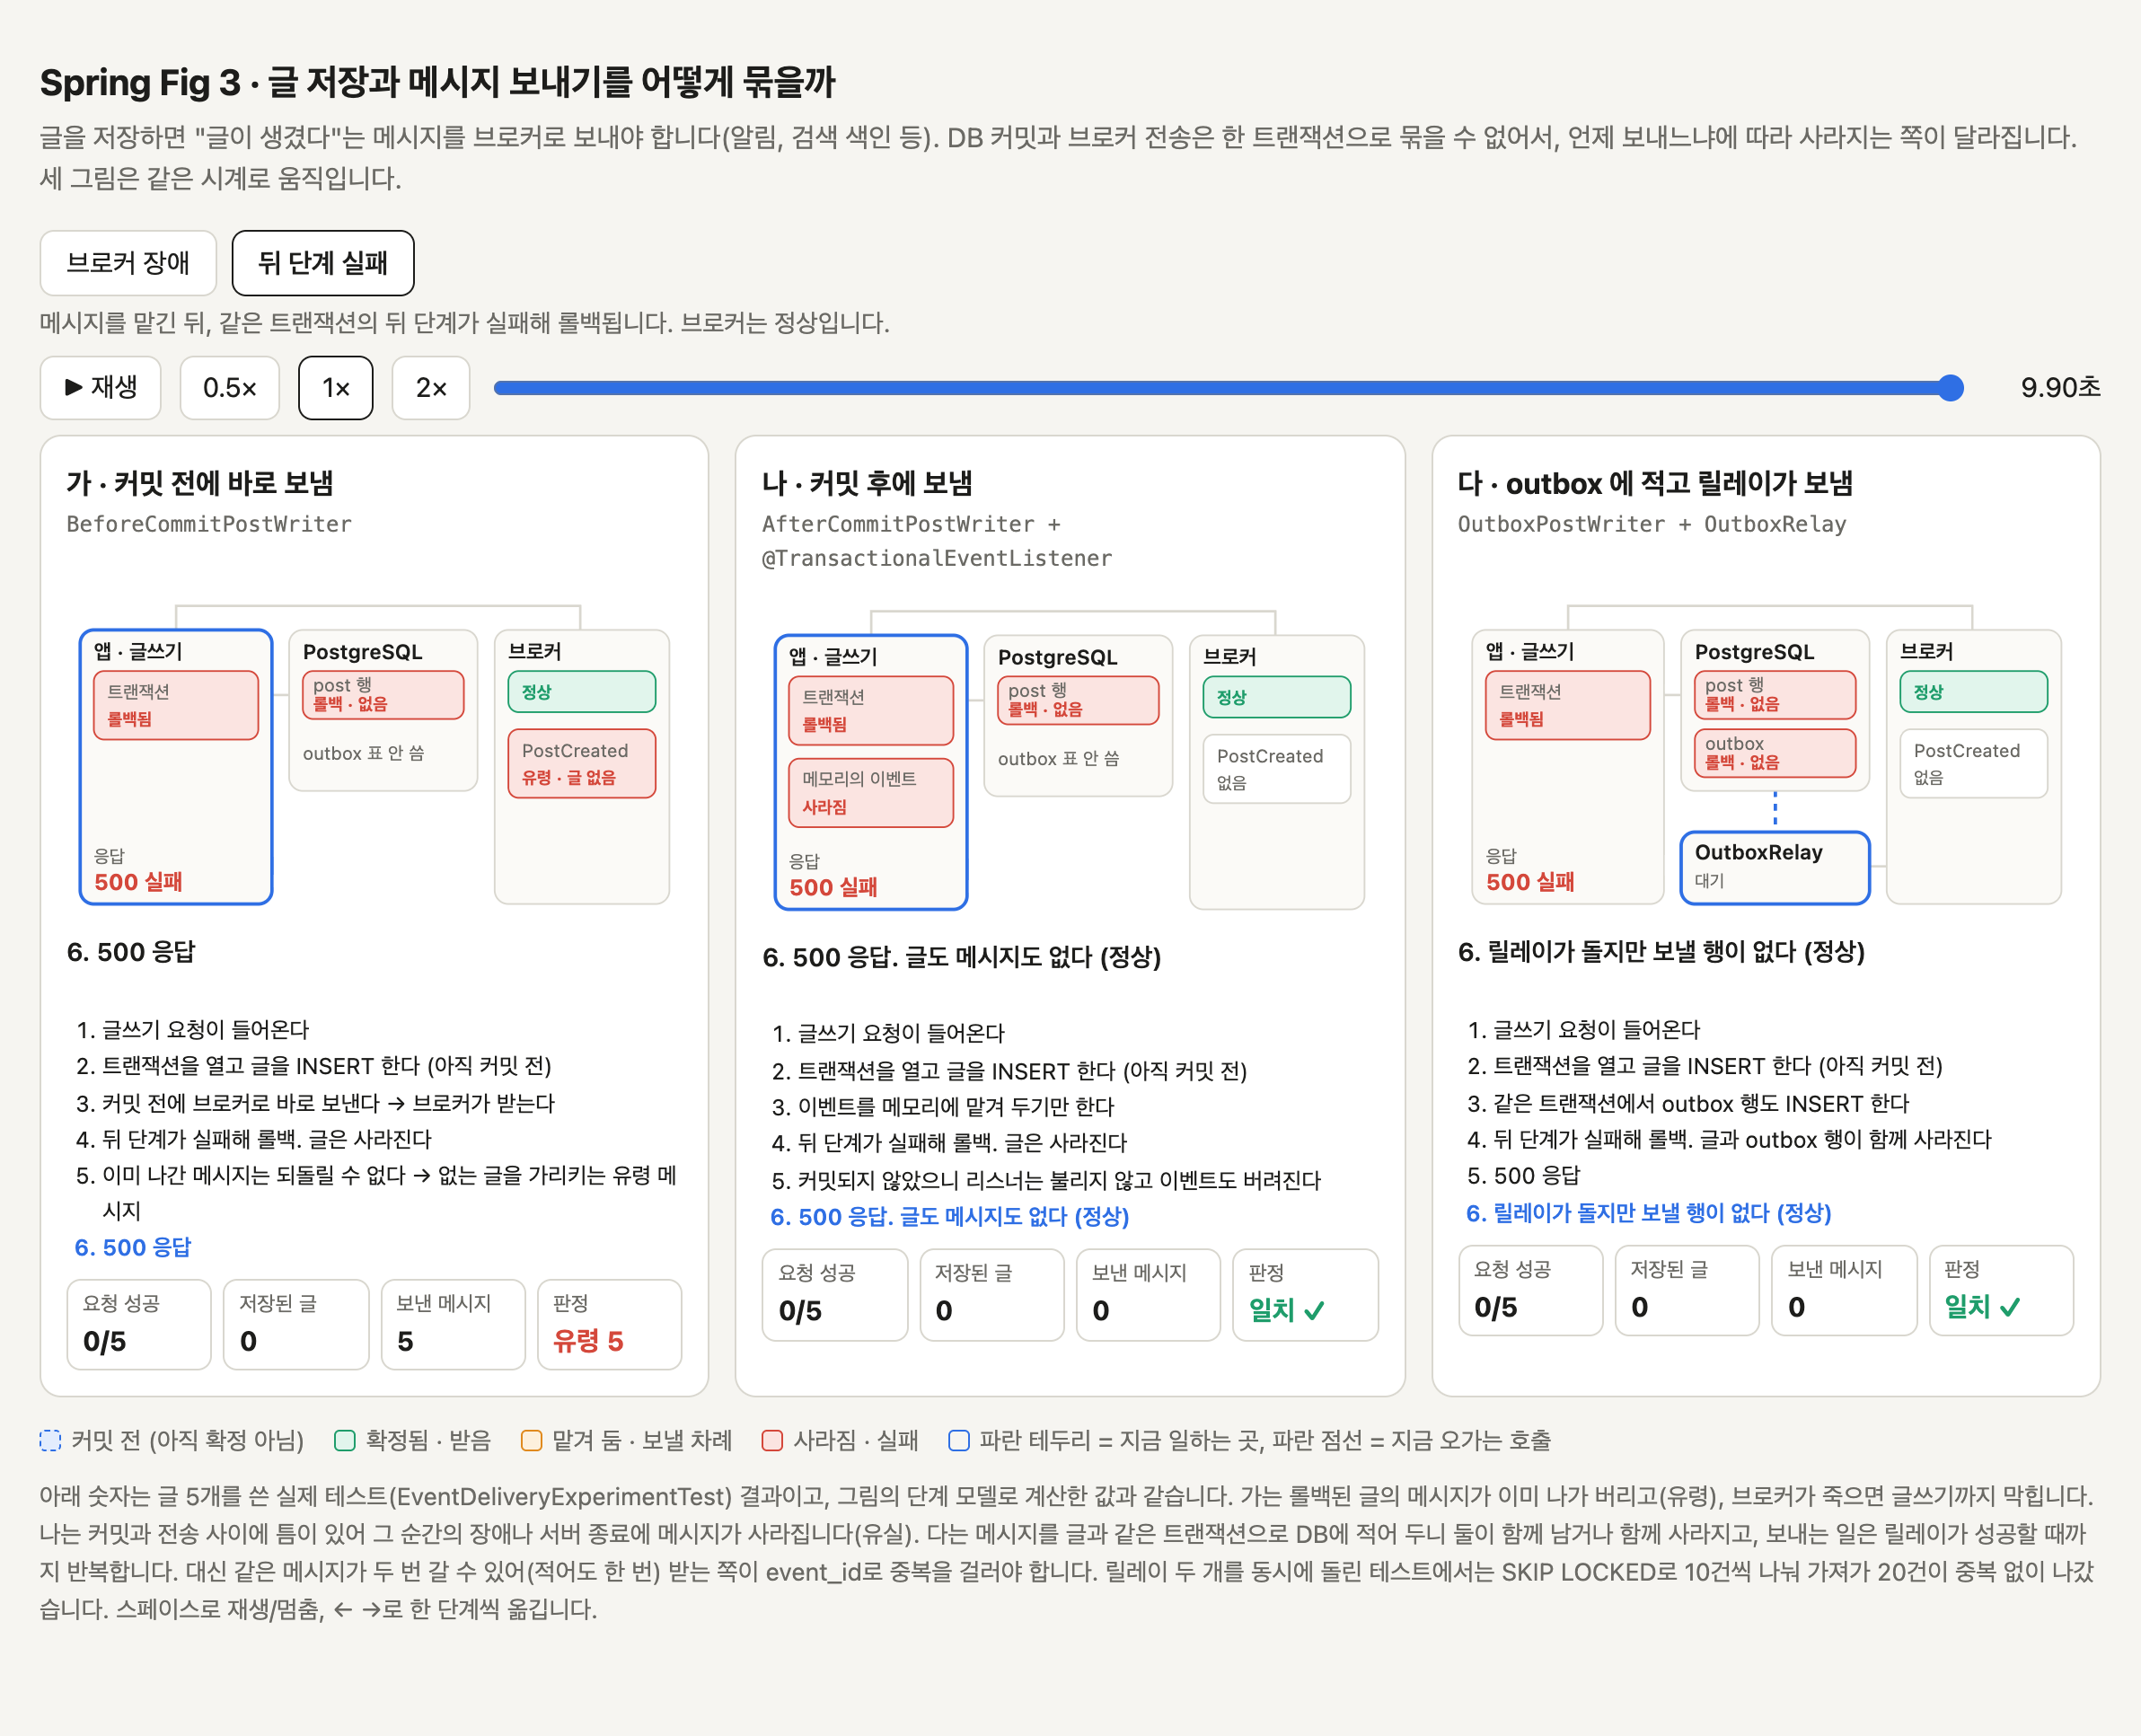 Spring Fig 3 · 글 저장과 메시지 보내기를 어떻게 묶을까
글을 저장하면 "글이 생겼다"는 메시지를 브로커로 보내야 합니다(알림, 검색 색인 등). DB 커밋과 브로커 전송은 한 트랜잭션으로 묶을 수 없어서, 언제 보내느냐에 따라 사라지는 쪽이 달라집니다.
세 그림은 같은 시계로 움직입니다.
브로커 장애
뒤 단계 실패
메시지를 맡긴 뒤, 같은 트랜잭션의 뒤 단계가 실패해 롤백됩니다. 브로커는 정상입니다.
▶ 재생
0.5×
1×
2×
9.90초
가 · 커밋 전에 바로 보냄
BeforeCommitPostWriter
앱 · 글쓰기
트랜잭션
롤백됨
응답
500 실패
PostgreSQL
post 행
롤백 · 없음
outbox 표 안 씀
브로커
정상
PostCreated
유령 · 글 없음
6. 500 응답
1. 글쓰기 요청이 들어온다
2. 트랜잭션을 열고 글을 INSERT 한다 (아직 커밋 전)
3. 커밋 전에 브로커로 바로 보낸다 → 브로커가 받는다
4. 뒤 단계가 실패해 롤백. 글은 사라진다
5. 이미 나간 메시지는 되돌릴 수 없다 → 없는 글을 가리키는 유령 메
시지
6. 500 응답
요청 성공
0/5
저장된 글
0
보낸 메시지
5
판정
유령 5
나 · 커밋 후에 보냄
AfterCommitPostWriter +
@TransactionalEventListener
앱 · 글쓰기
트랜잭션
롤백됨
메모리의 이벤트
사라짐
응답
500 실패
PostgreSQL
post 행
롤백 · 없음
outbox 표 안 씀
브로커
정상
PostCreated
없음
6. 500 응답. 글도 메시지도 없다 (정상)
1. 글쓰기 요청이 들어온다
2. 트랜잭션을 열고 글을 INSERT 한다 (아직 커밋 전)
3. 이벤트를 메모리에 맡겨 두기만 한다
4. 뒤 단계가 실패해 롤백. 글은 사라진다
5. 커밋되지 않았으니 리스너는 불리지 않고 이벤트도 버려진다
6. 500 응답. 글도 메시지도 없다 (정상)
요청 성공
0/5
저장된 글
0
보낸 메시지
0
판정
일치 ✓
다 · outbox 에 적고 릴레이가 보냄
OutboxPostWriter + OutboxRelay
앱 · 글쓰기
트랜잭션
롤백됨
응답
500 실패
PostgreSQL
post 행
롤백 · 없음
outbox
롤백 · 없음
OutboxRelay
대기
브로커
정상
PostCreated
없음
6. 릴레이가 돌지만 보낼 행이 없다 (정상)
1. 글쓰기 요청이 들어온다
2. 트랜잭션을 열고 글을 INSERT 한다 (아직 커밋 전)
3. 같은 트랜잭션에서 outbox 행도 INSERT 한다
4. 뒤 단계가 실패해 롤백. 글과 outbox 행이 함께 사라진다
5. 500 응답
6. 릴레이가 돌지만 보낼 행이 없다 (정상)
요청 성공
0/5
저장된 글
0
보낸 메시지
0
판정
일치 ✓
커밋 전 (아직 확정 아님)
확정됨 · 받음
맡겨 둠 · 보낼 차례
사라짐 · 실패
파란 테두리 = 지금 일하는 곳, 파란 점선 = 지금 오가는 호출
아래 숫자는 글 5개를 쓴 실제 테스트(EventDeliveryExperimentTest) 결과이고, 그림의 단계 모델로 계산한 값과 같습니다. 가는 롤백된 글의 메시지가 이미 나가 버리고(유령), 브로커가 죽으면 글쓰기까지 막힙니다.
나는 커밋과 전송 사이에 틈이 있어 그 순간의 장애나 서버 종료에 메시지가 사라집니다(유실). 다는 메시지를 글과 같은 트랜잭션으로 DB에 적어 두니 둘이 함께 남거나 함께 사라지고, 보내는 일은 릴레이가 성공할 때까
지 반복합니다. 대신 같은 메시지가 두 번 갈 수 있어(적어도 한 번) 받는 쪽이 event_id로 중복을 걸러야 합니다. 릴레이 두 개를 동시에 돌린 테스트에서는 SKIP LOCKED로 10건씩 나눠 가져가 20건이 중복 없이 나갔
습니다. 스페이스로 재생/멈춤, ← →로 한 단계씩 옮깁니다.